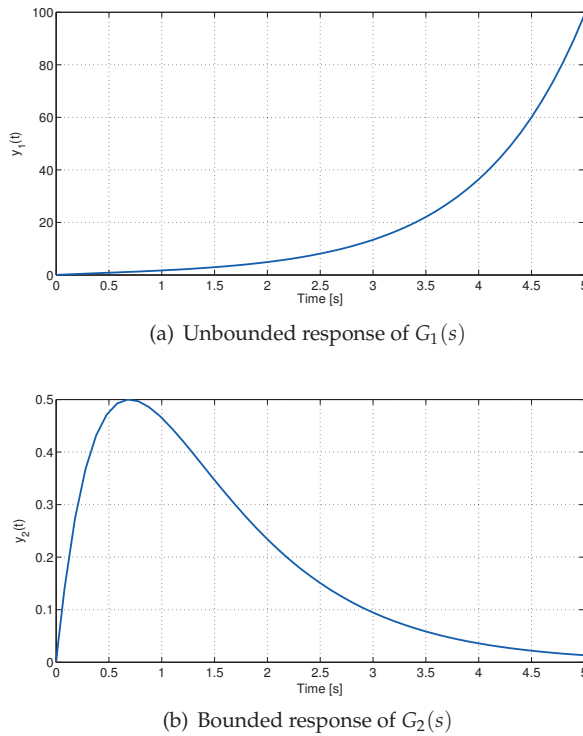 100
80
60
40
20
0
y1(t)
0 0.5 1 1.5 2 2.5 3 3.5 4 4.5 5
Time [s]
(a) Unbounded response of G1(s)
0.5
0.4
0.3
0.2
0.1
0
y2(t)
0 0.5 1 1.5 2 2.5 3 3.5 4 4.5 5
Time [s]
(b) Bounded response of G2(s)